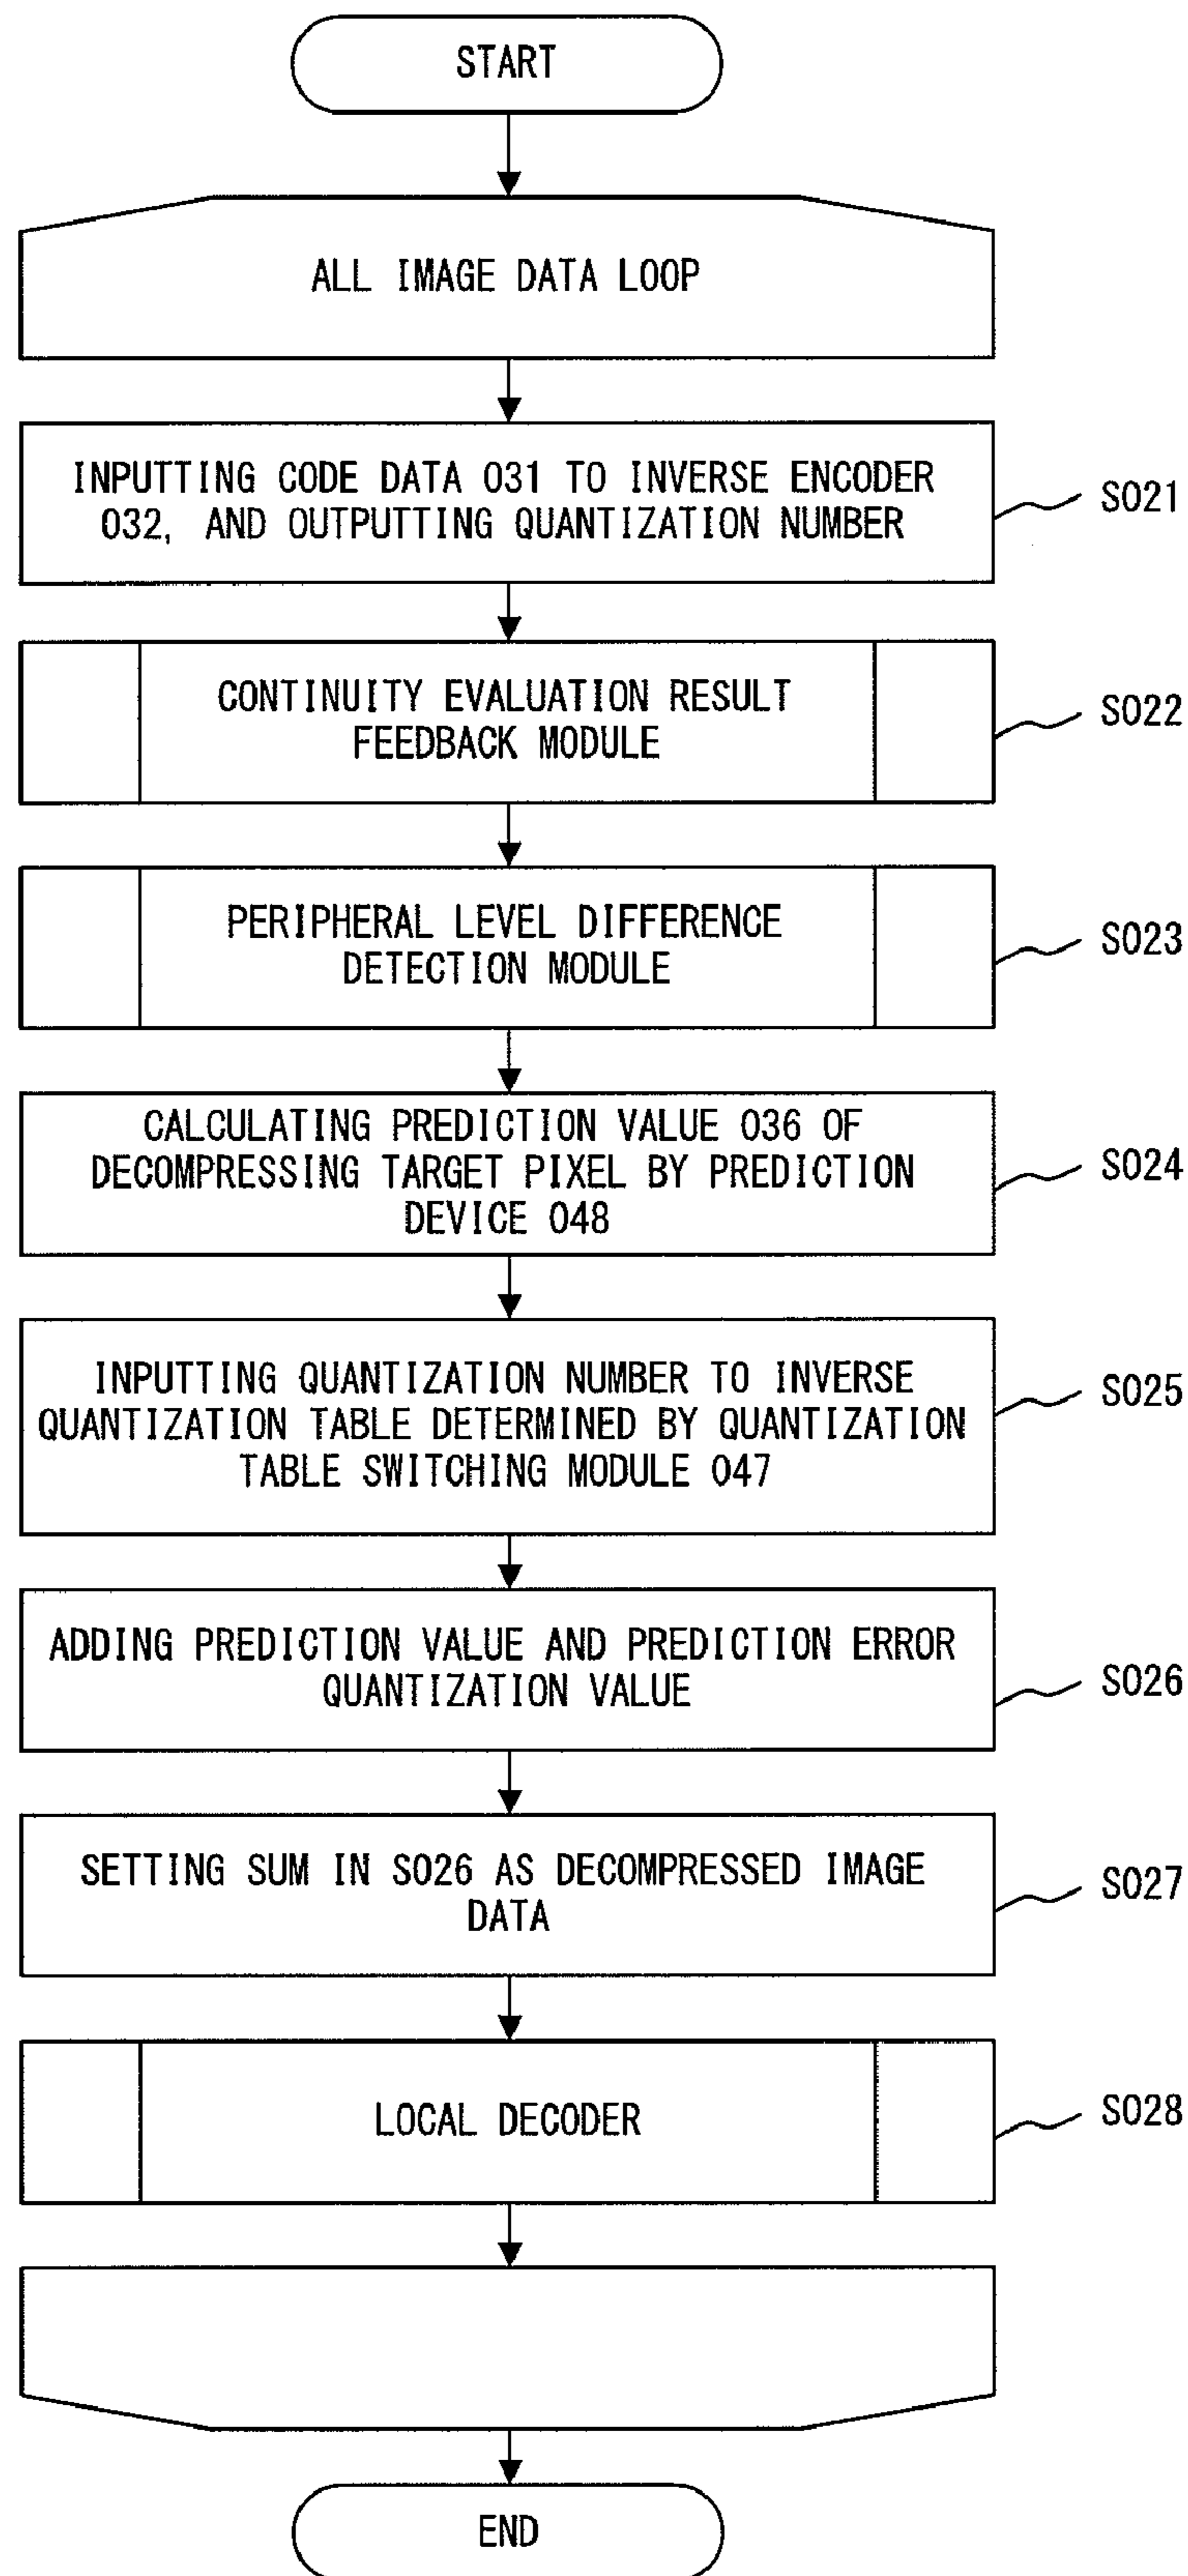 START
ALL IMAGE DATA LOOP
INPUTTING CODE DATA 031 TO INVERSE ENCODER
032, AND OUTPUTTING QUANTIZATION NUMBER
S021
CONTINUITY EVALUATION RESULT
FEEDBACK MODULE
S022
PERIPHERAL LEVEL DIFFERENCE
DETECTION MODULE
S023
CALCULATING PREDICTION VALUE 036 OF
DECOMPRESSING TARGET PIXEL BY PREDICTION
DEVICE 048
S024
INPUTTING QUANTIZATION NUMBER TO INVERSE
QUANTIZATION TABLE DETERMINED BY QUANTIZATION
TABLE SWITCHING MODULE 047
S025
ADDING PREDICTION VALUE AND PREDICTION ERROR
QUANTIZATION VALUE
S026
SETTING SUM IN S026 AS DECOMPRESSED IMAGE
DATA
S027
LOCAL DECODER
S028
END